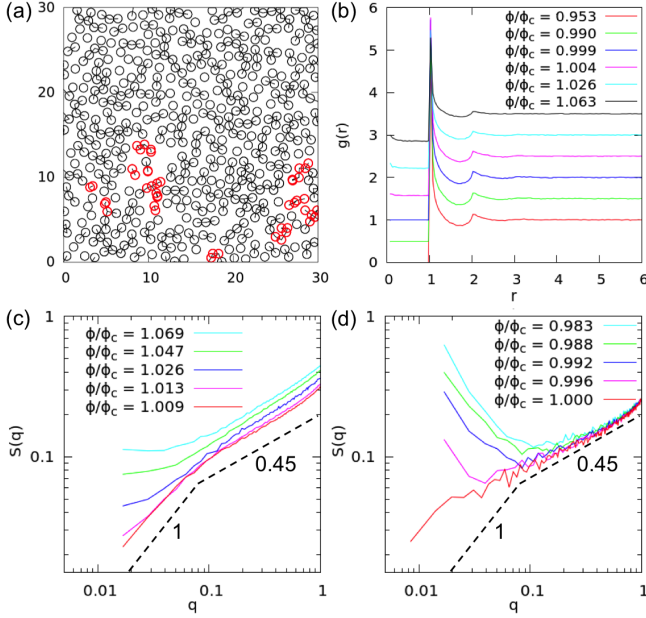 (a)
30
20
10
0
0 10 20 30
(b)
6
5
4
3
2
1
0
g(r)
ϕ/ϕc = 0.953
ϕ/ϕc = 0.990
ϕ/ϕc = 0.999
ϕ/ϕc = 1.004
ϕ/ϕc = 1.026
ϕ/ϕc = 1.063
0 1 2 3 4 5 6
r
(c)
1
0.1
S(q)
ϕ/ϕc = 1.069
ϕ/ϕc = 1.047
ϕ/ϕc = 1.026
ϕ/ϕc = 1.013
ϕ/ϕc = 1.009
0.45
1
0.01 0.1 1
q
(d)
1
0.1
S(q)
ϕ/ϕc = 0.983
ϕ/ϕc = 0.988
ϕ/ϕc = 0.992
ϕ/ϕc = 0.996
ϕ/ϕc = 1.000
0.45
1
0.01 0.1 1
q